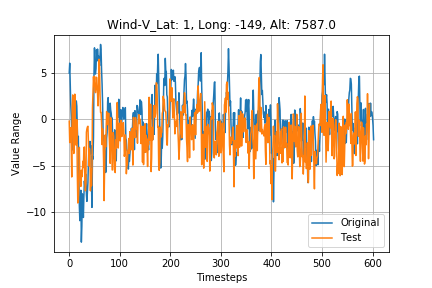 Wind-V_Lat: 1, Long: -149, Alt: 7587.0
Value Range
5
0
−5
−10
0 100 200 300 400 500 600
Timesteps
Original
Test